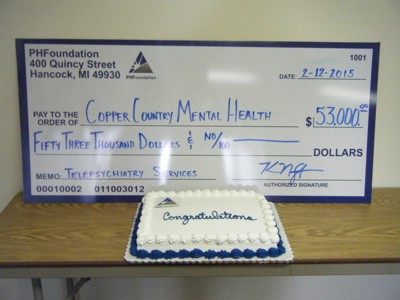 PHFoundation
400 Quincy Street
Hancock, MI 49930
PHFoundation
1001
DATE: 2-12-2015
PAY TO THE
ORDER OF COPPER COUNTRY MENTAL HEALTH $ 53,000.00
FIFTY THREE THOUSAND DOLLARS & NO/100 DOLLARS
MEMO: TELEPSYCHIATRY SERVICES
AUTHORIZED SIGNATURE
00010002 011003012
Congratulations